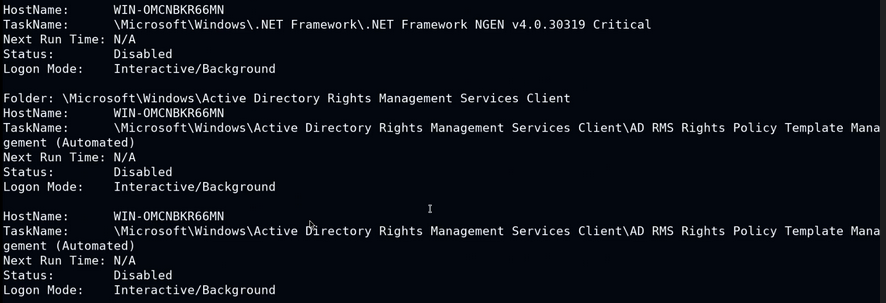 HostName:      WIN-OMCNBKR66MN
TaskName:      \Microsoft\Windows\.NET Framework\.NET Framework NGEN v4.0.30319 Critical
Next Run Time: N/A
Status:        Disabled
Logon Mode:    Interactive/Background

Folder: \Microsoft\Windows\Active Directory Rights Management Services Client
HostName:      WIN-OMCNBKR66MN
TaskName:      \Microsoft\Windows\Active Directory Rights Management Services Client\AD RMS Rights Policy Template Mana
gement (Automated)
Next Run Time: N/A
Status:        Disabled
Logon Mode:    Interactive/Background

HostName:      WIN-OMCNBKR66MN
TaskName:      \Microsoft\Windows\Active Directory Rights Management Services Client\AD RMS Rights Policy Template Mana
gement (Automated)
Next Run Time: N/A
Status:        Disabled
Logon Mode:    Interactive/Background